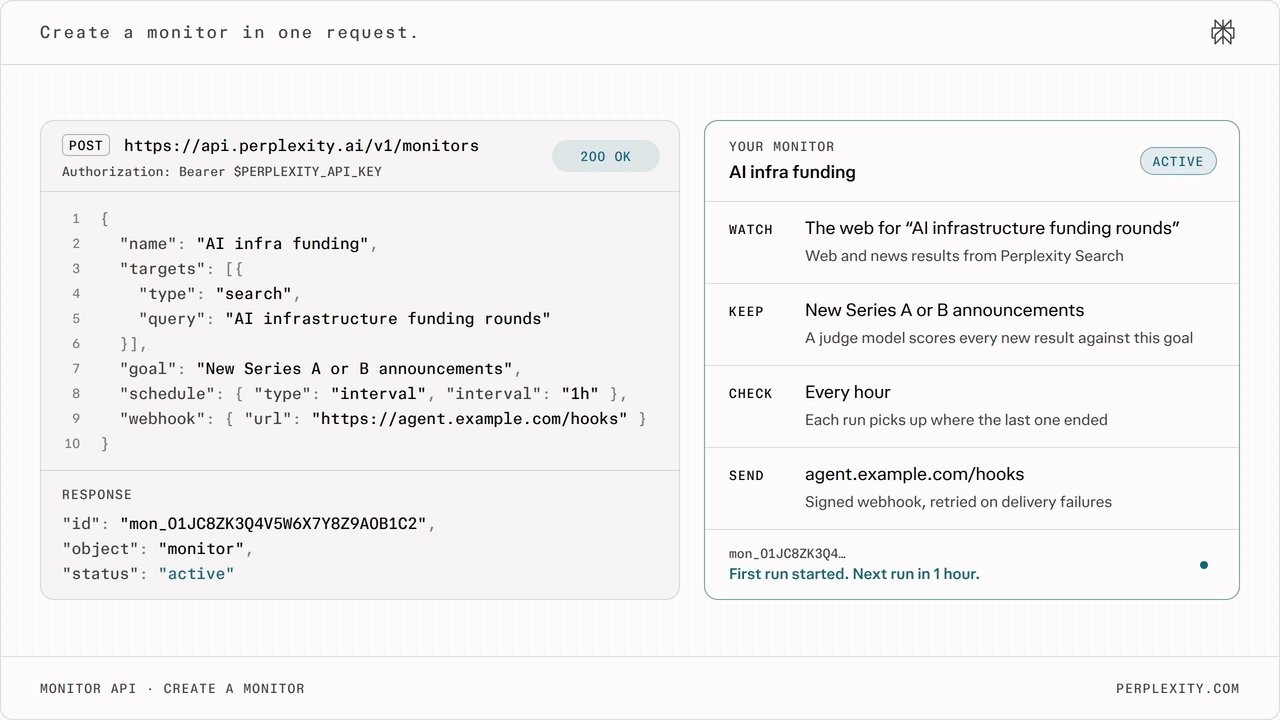 Create a monitor in one request.
POST https://api.perplexity.ai/v1/monitors
Authorization: Bearer $PERPLEXITY_API_KEY
200 OK
1 {
2 "name": "AI infra funding",
3 "targets": [{
4 "type": "search",
5 "query": "AI infrastructure funding rounds"
6 }],
7 "goal": "New Series A or B announcements",
8 "schedule": { "type": "interval", "interval": "1h" },
9 "webhook": { "url": "https://agent.example.com/hooks" }
10 }
RESPONSE
"id": "mon_01JC8ZK3Q4V5W6X7Y8Z9A0B1C2",
"object": "monitor",
"status": "active"
YOUR MONITOR
AI infra funding
ACTIVE
WATCH The web for “AI infrastructure funding rounds”
Web and news results from Perplexity Search
KEEP New Series A or B announcements
A judge model scores every new result against this goal
CHECK Every hour
Each run picks up where the last one ended
SEND agent.example.com/hooks
Signed webhook, retried on delivery failures
mon_01JC8ZK3Q4…
First run started. Next run in 1 hour.
MONITOR API · CREATE A MONITOR
PERPLEXITY.COM